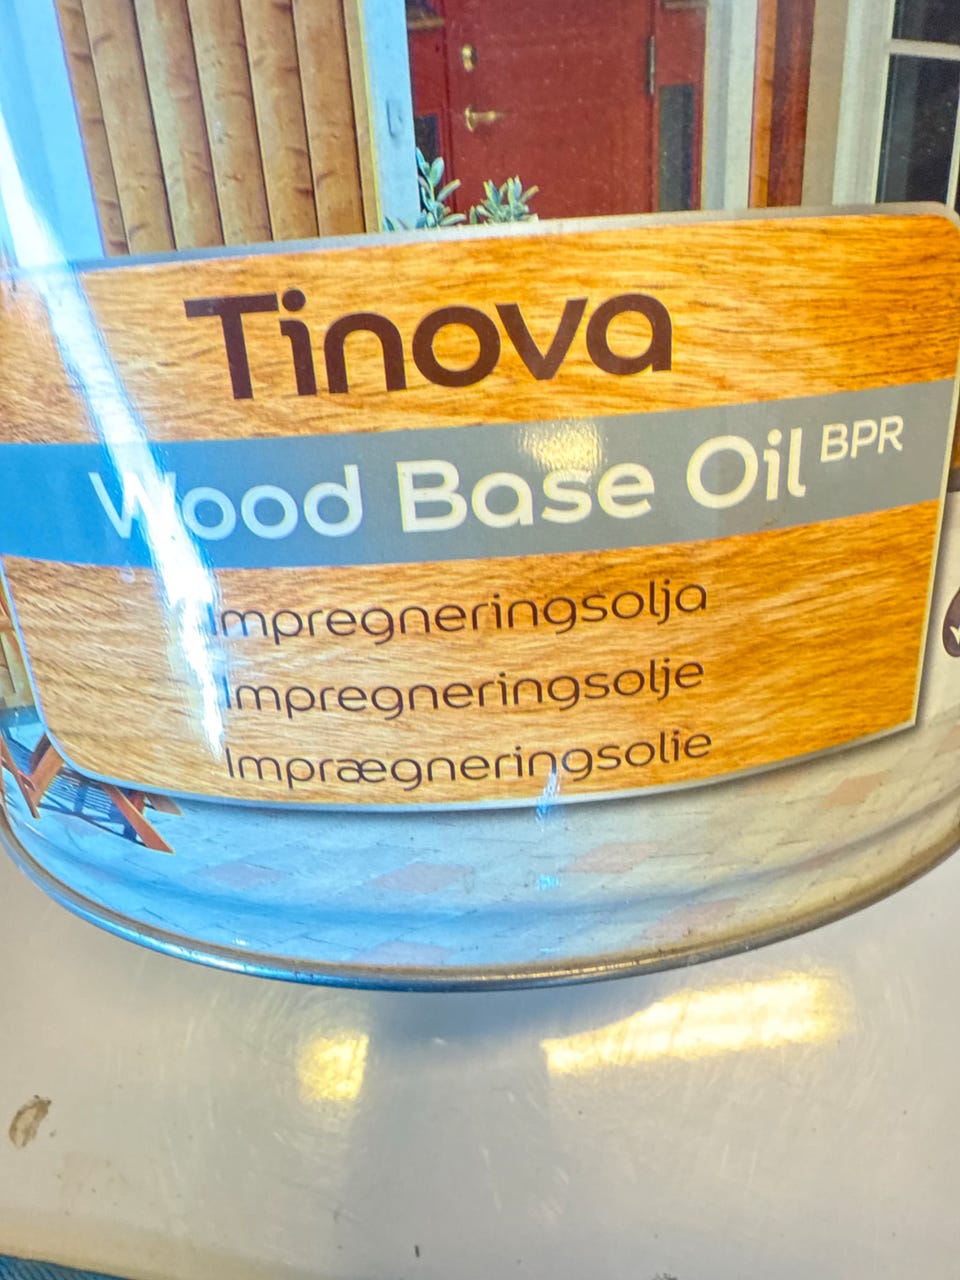 Tinova
Wood Base Oil BPR
Impregneringsolja
Impregneringsolje
Imprægneringsolie